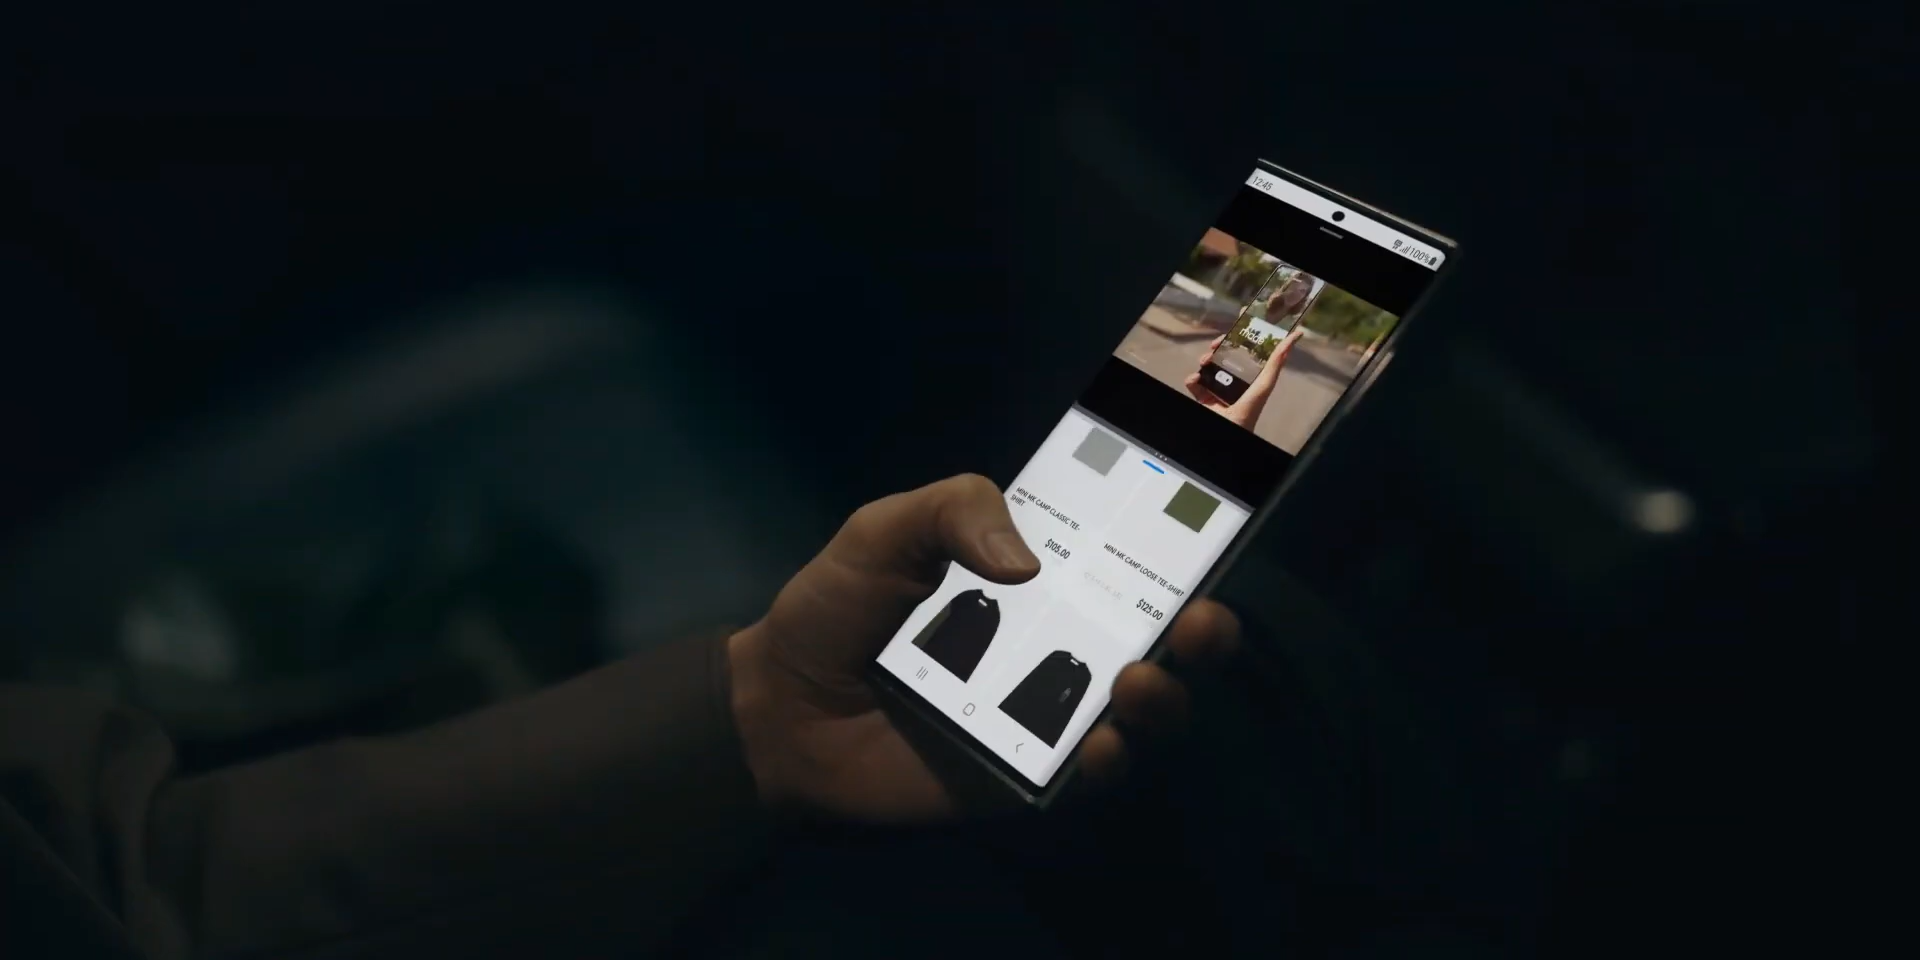 12:45
100%
made
MINI MK CAMP CLASSIC TEE-
SHIRT
$105.00
MINI MK CAMP LOOSE TEE-SHIRT
$125.00